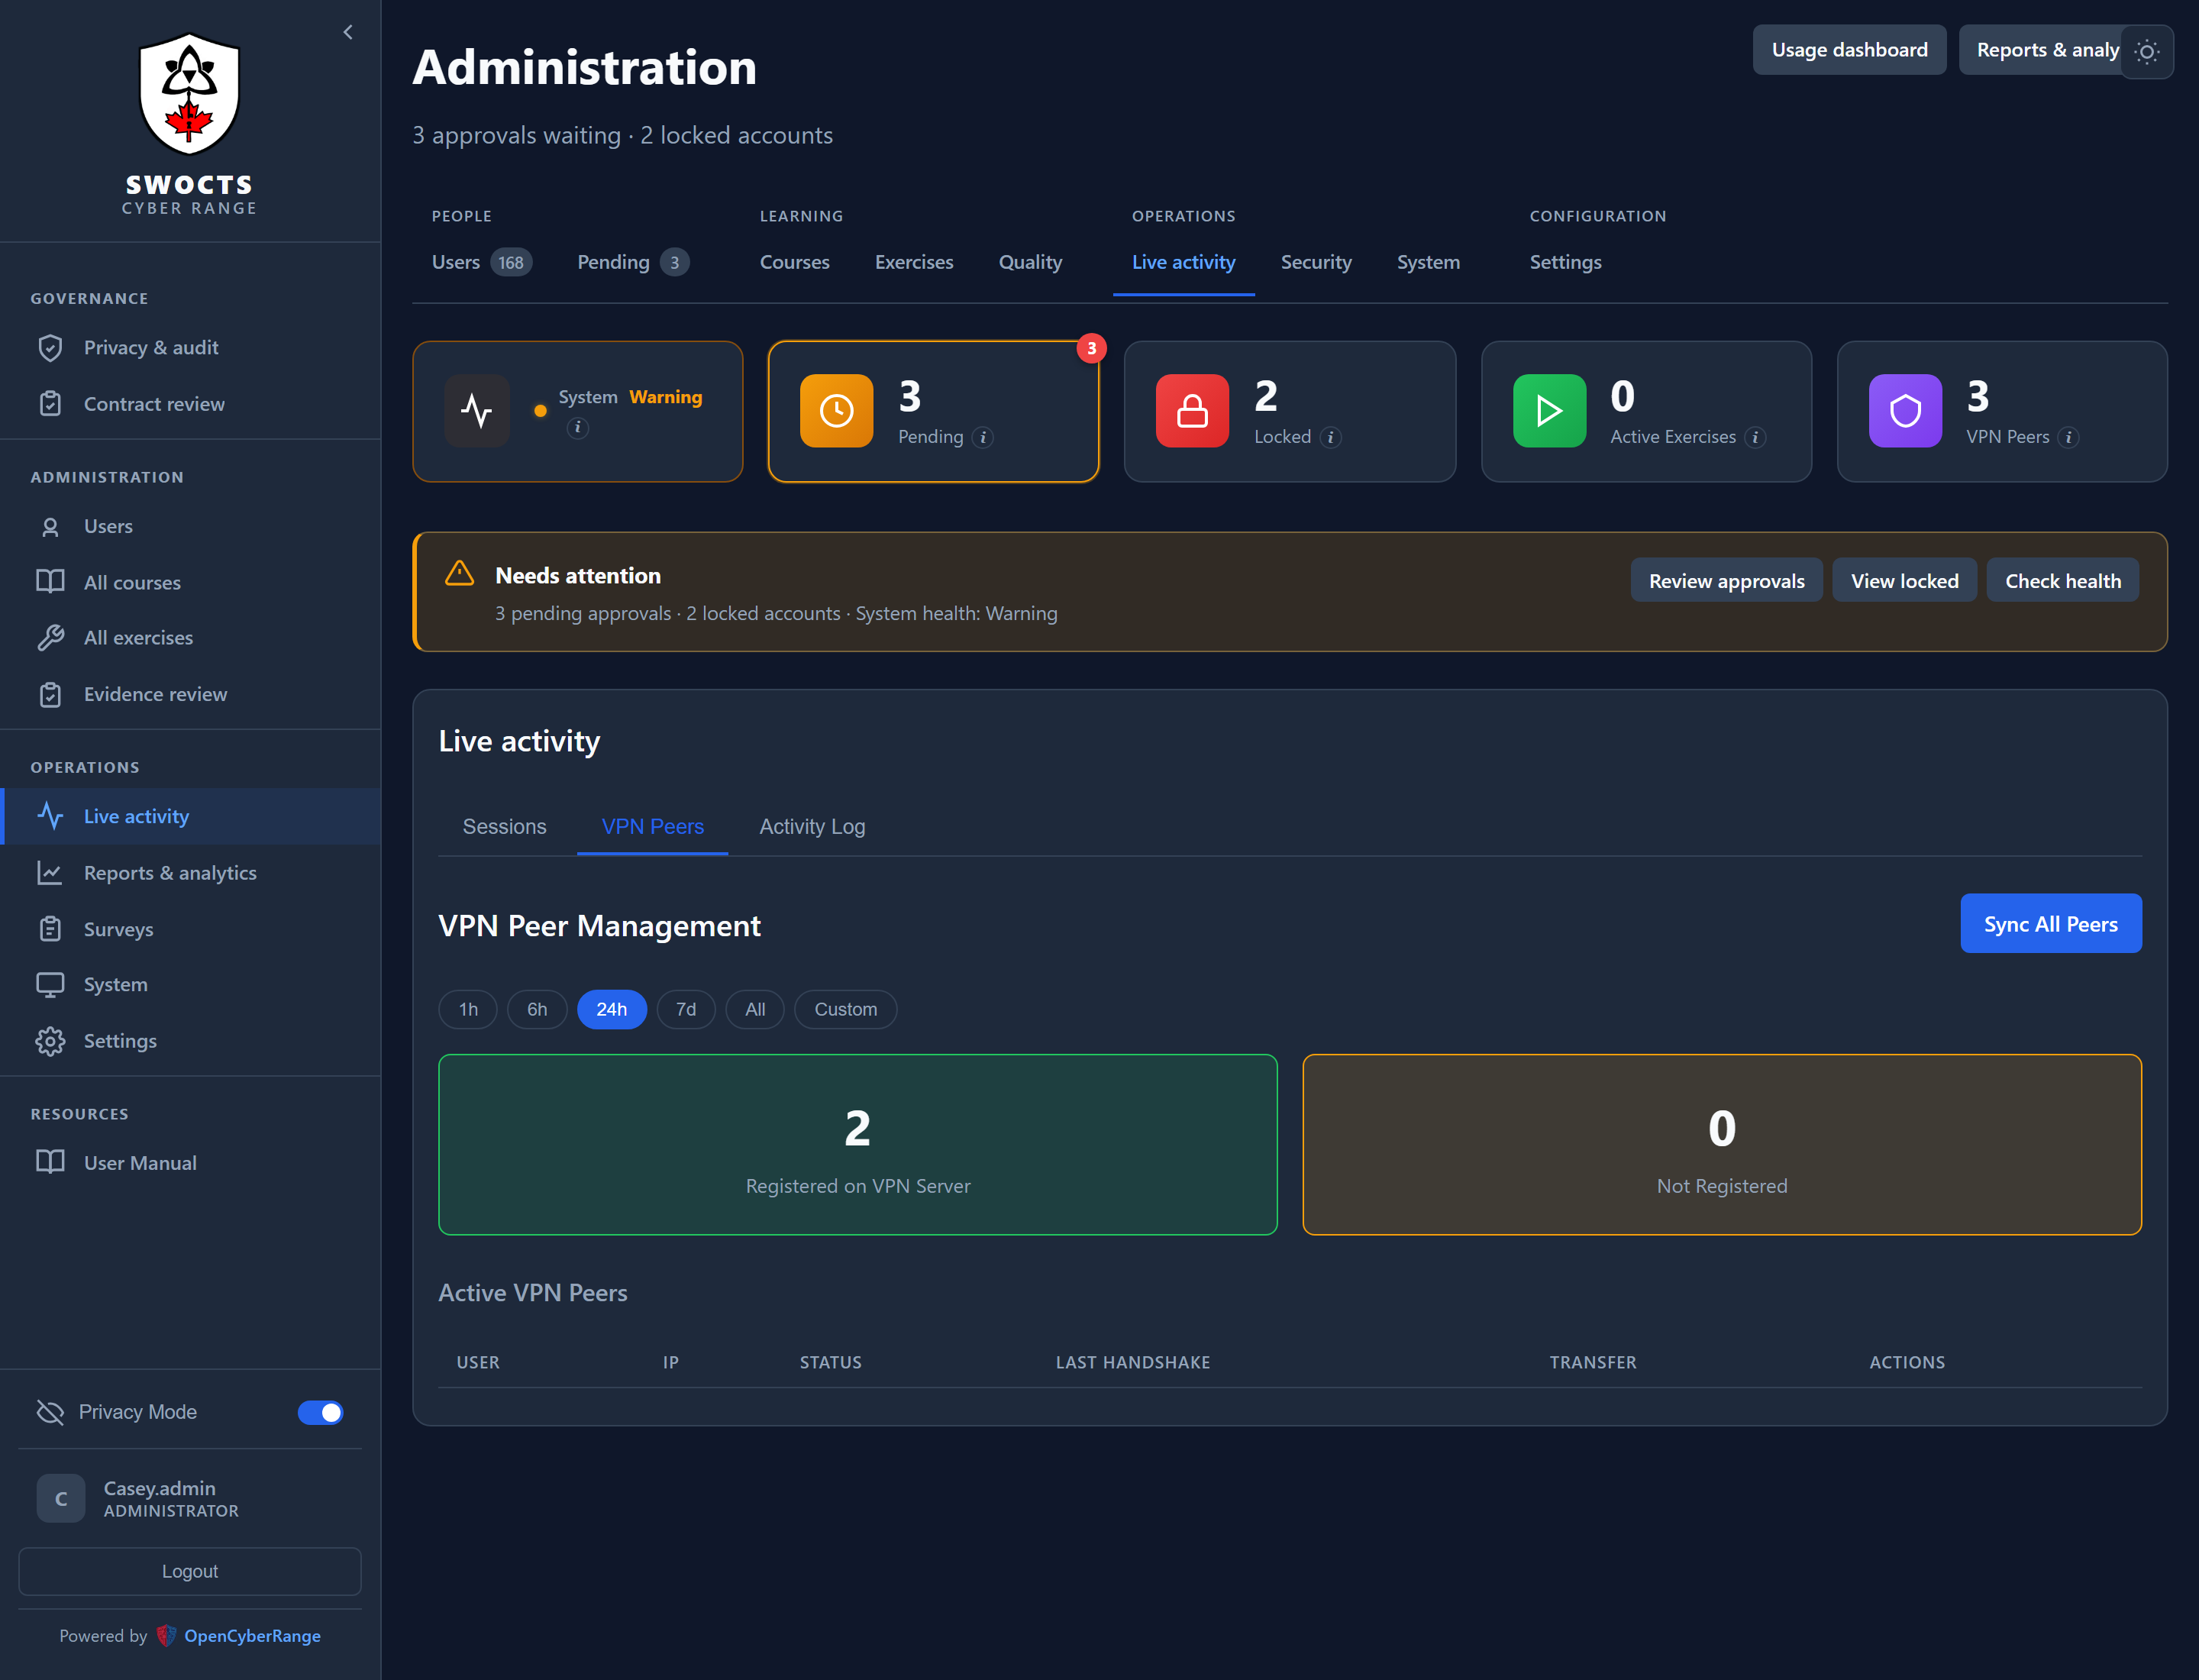 SWOCTS
CYBER RANGE
GOVERNANCE
Privacy & audit
Contract review
ADMINISTRATION
Users
All courses
All exercises
Evidence review
OPERATIONS
Live activity
Reports & analytics
Surveys
System
Settings
RESOURCES
User Manual
Privacy Mode
C
Casey.admin
ADMINISTRATOR
Logout
Powered by OpenCyberRange
Administration
Usage dashboard
Reports & analy
3 approvals waiting · 2 locked accounts
PEOPLE
Users 168
Pending 3
LEARNING
Courses
Exercises
Quality
OPERATIONS
Live activity
Security
System
CONFIGURATION
Settings
System Warning
i
3
3
Pending i
2
Locked i
0
Active Exercises i
3
VPN Peers i
Needs attention
3 pending approvals · 2 locked accounts · System health: Warning
Review approvals
View locked
Check health
Live activity
Sessions
VPN Peers
Activity Log
VPN Peer Management
Sync All Peers
1h
6h
24h
7d
All
Custom
2
Registered on VPN Server
0
Not Registered
Active VPN Peers
USER
IP
STATUS
LAST HANDSHAKE
TRANSFER
ACTIONS